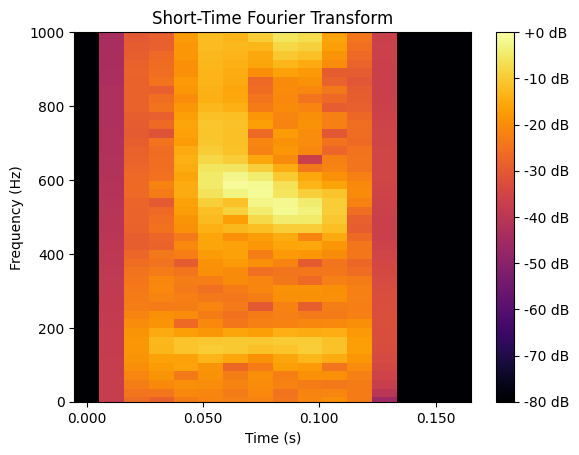 Short-Time Fourier Transform
Frequency (Hz)
1000
800
600
400
200
0
0.000
0.050
0.100
0.150
Time (s)
+0 dB
-10 dB
-20 dB
-30 dB
-40 dB
-50 dB
-60 dB
-70 dB
-80 dB